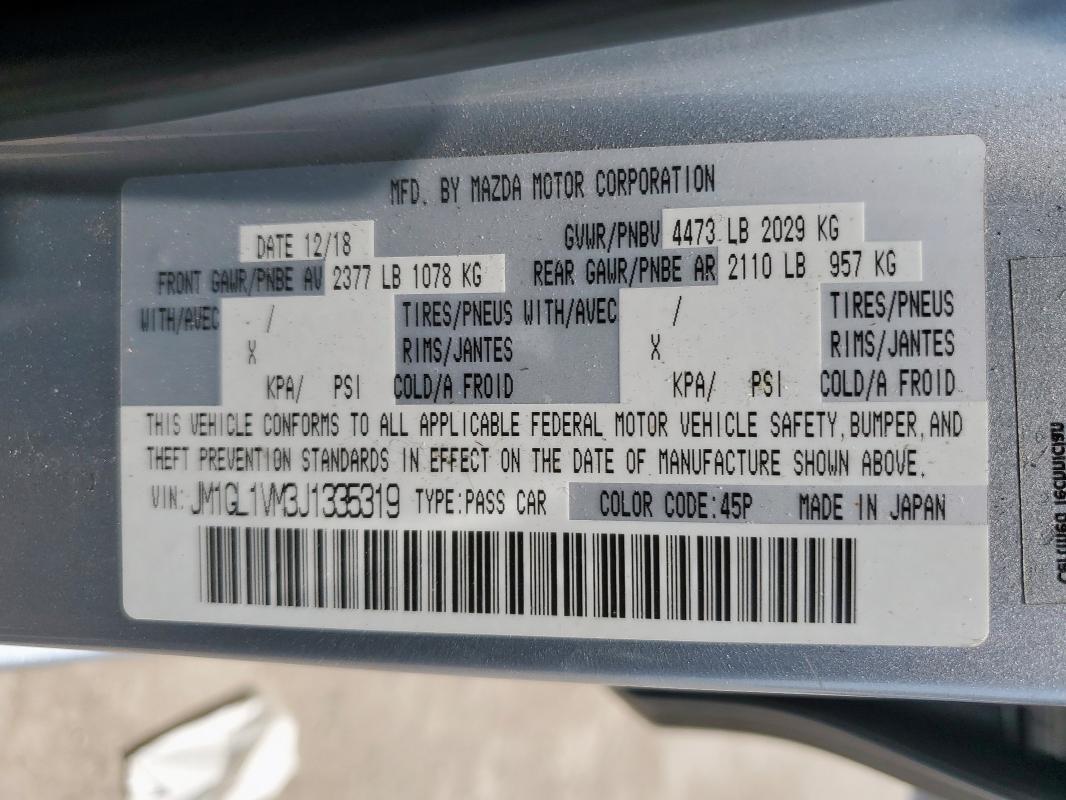 MFD. BY MAZDA MOTOR CORPORATION
DATE 12/18 GVWR/PNBV 4473 LB 2029 KG
FRONT GAWR/PNBE AV 2377 LB 1078 KG REAR GAWR/PNBE AR 2110 LB 957 KG
WITH/AVEC / TIRES/PNEUS WITH/AVEC / TIRES/PNEUS
X RIMS/JANTES X RIMS/JANTES
KPA/ PSI COLD/A FROID KPA/ PSI COLD/A FROID
THIS VEHICLE CONFORMS TO ALL APPLICABLE FEDERAL MOTOR VEHICLE SAFETY, BUMPER, AND
THEFT PREVENTION STANDARDS IN EFFECT ON THE DATE OF MANUFACTURE SHOWN ABOVE.
VIN: JM1GL1VM3J1335319 TYPE:PASS CAR COLOR CODE:45P MADE IN JAPAN